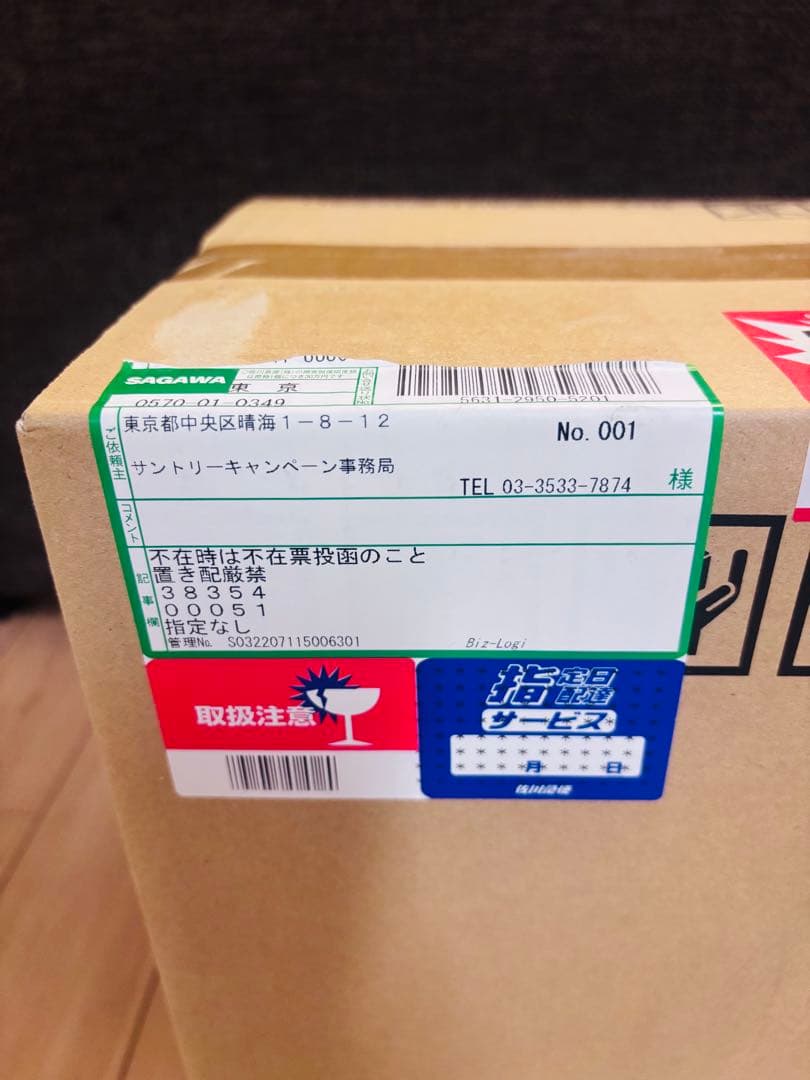 SAGAWA
東 京
0570-01-0349
5631-2950-5201
ご依頼主
東京都中央区晴海1-8-12
No. 001
サントリーキャンペーン事務局
TEL 03-3533-7874
様
コメント
記事欄
不在時は不在票投函のこと
置き配厳禁
38354
00051
指定なし
管理No. S032207115006301
Biz-Logi
取扱注意
指定日配達
サービス
月 日
佐川急便